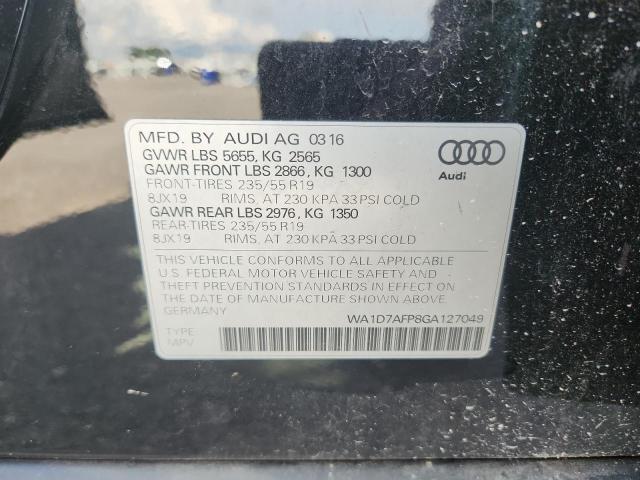 MFD. BY AUDI AG 03 16
GVWR LBS 5655, KG 2565
GAWR FRONT LBS 2866, KG 1300
FRONT-TIRES 235/55 R19
8JX19 RIMS, AT 230 KPA 33 PSI COLD
GAWR REAR LBS 2976, KG 1350
REAR-TIRES 235/55 R19
8JX19 RIMS, AT 230 KPA 33 PSI COLD
Audi
THIS VEHICLE CONFORMS TO ALL APPLICABLE
U.S. FEDERAL MOTOR VEHICLE SAFETY AND
THEFT PREVENTION STANDARDS IN EFFECT ON
THE DATE OF MANUFACTURE SHOWN ABOVE.
GERMANY
WA1D7AFP8GA127049
TYPE:
MPV